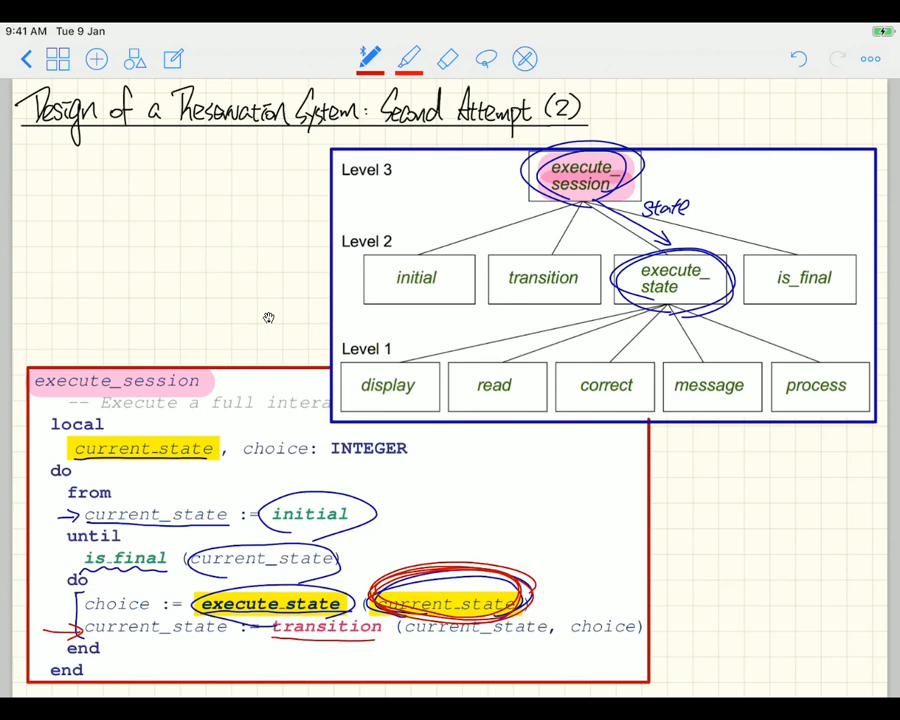 9:41 AM Tue 9 Jan
Design of a Reservation System: Second Attempt (2)
Level 3
execute_
session
state
Level 2
initial
transition
execute_
state
is_final
Level 1
display
read
correct
message
process
execute_session
-- Execute a full intera
local
current_state, choice: INTEGER
do
from
current_state := initial
until
is_final (current_state)
do
choice := execute_state (current_state)
current_state := transition (current_state, choice)
end
end